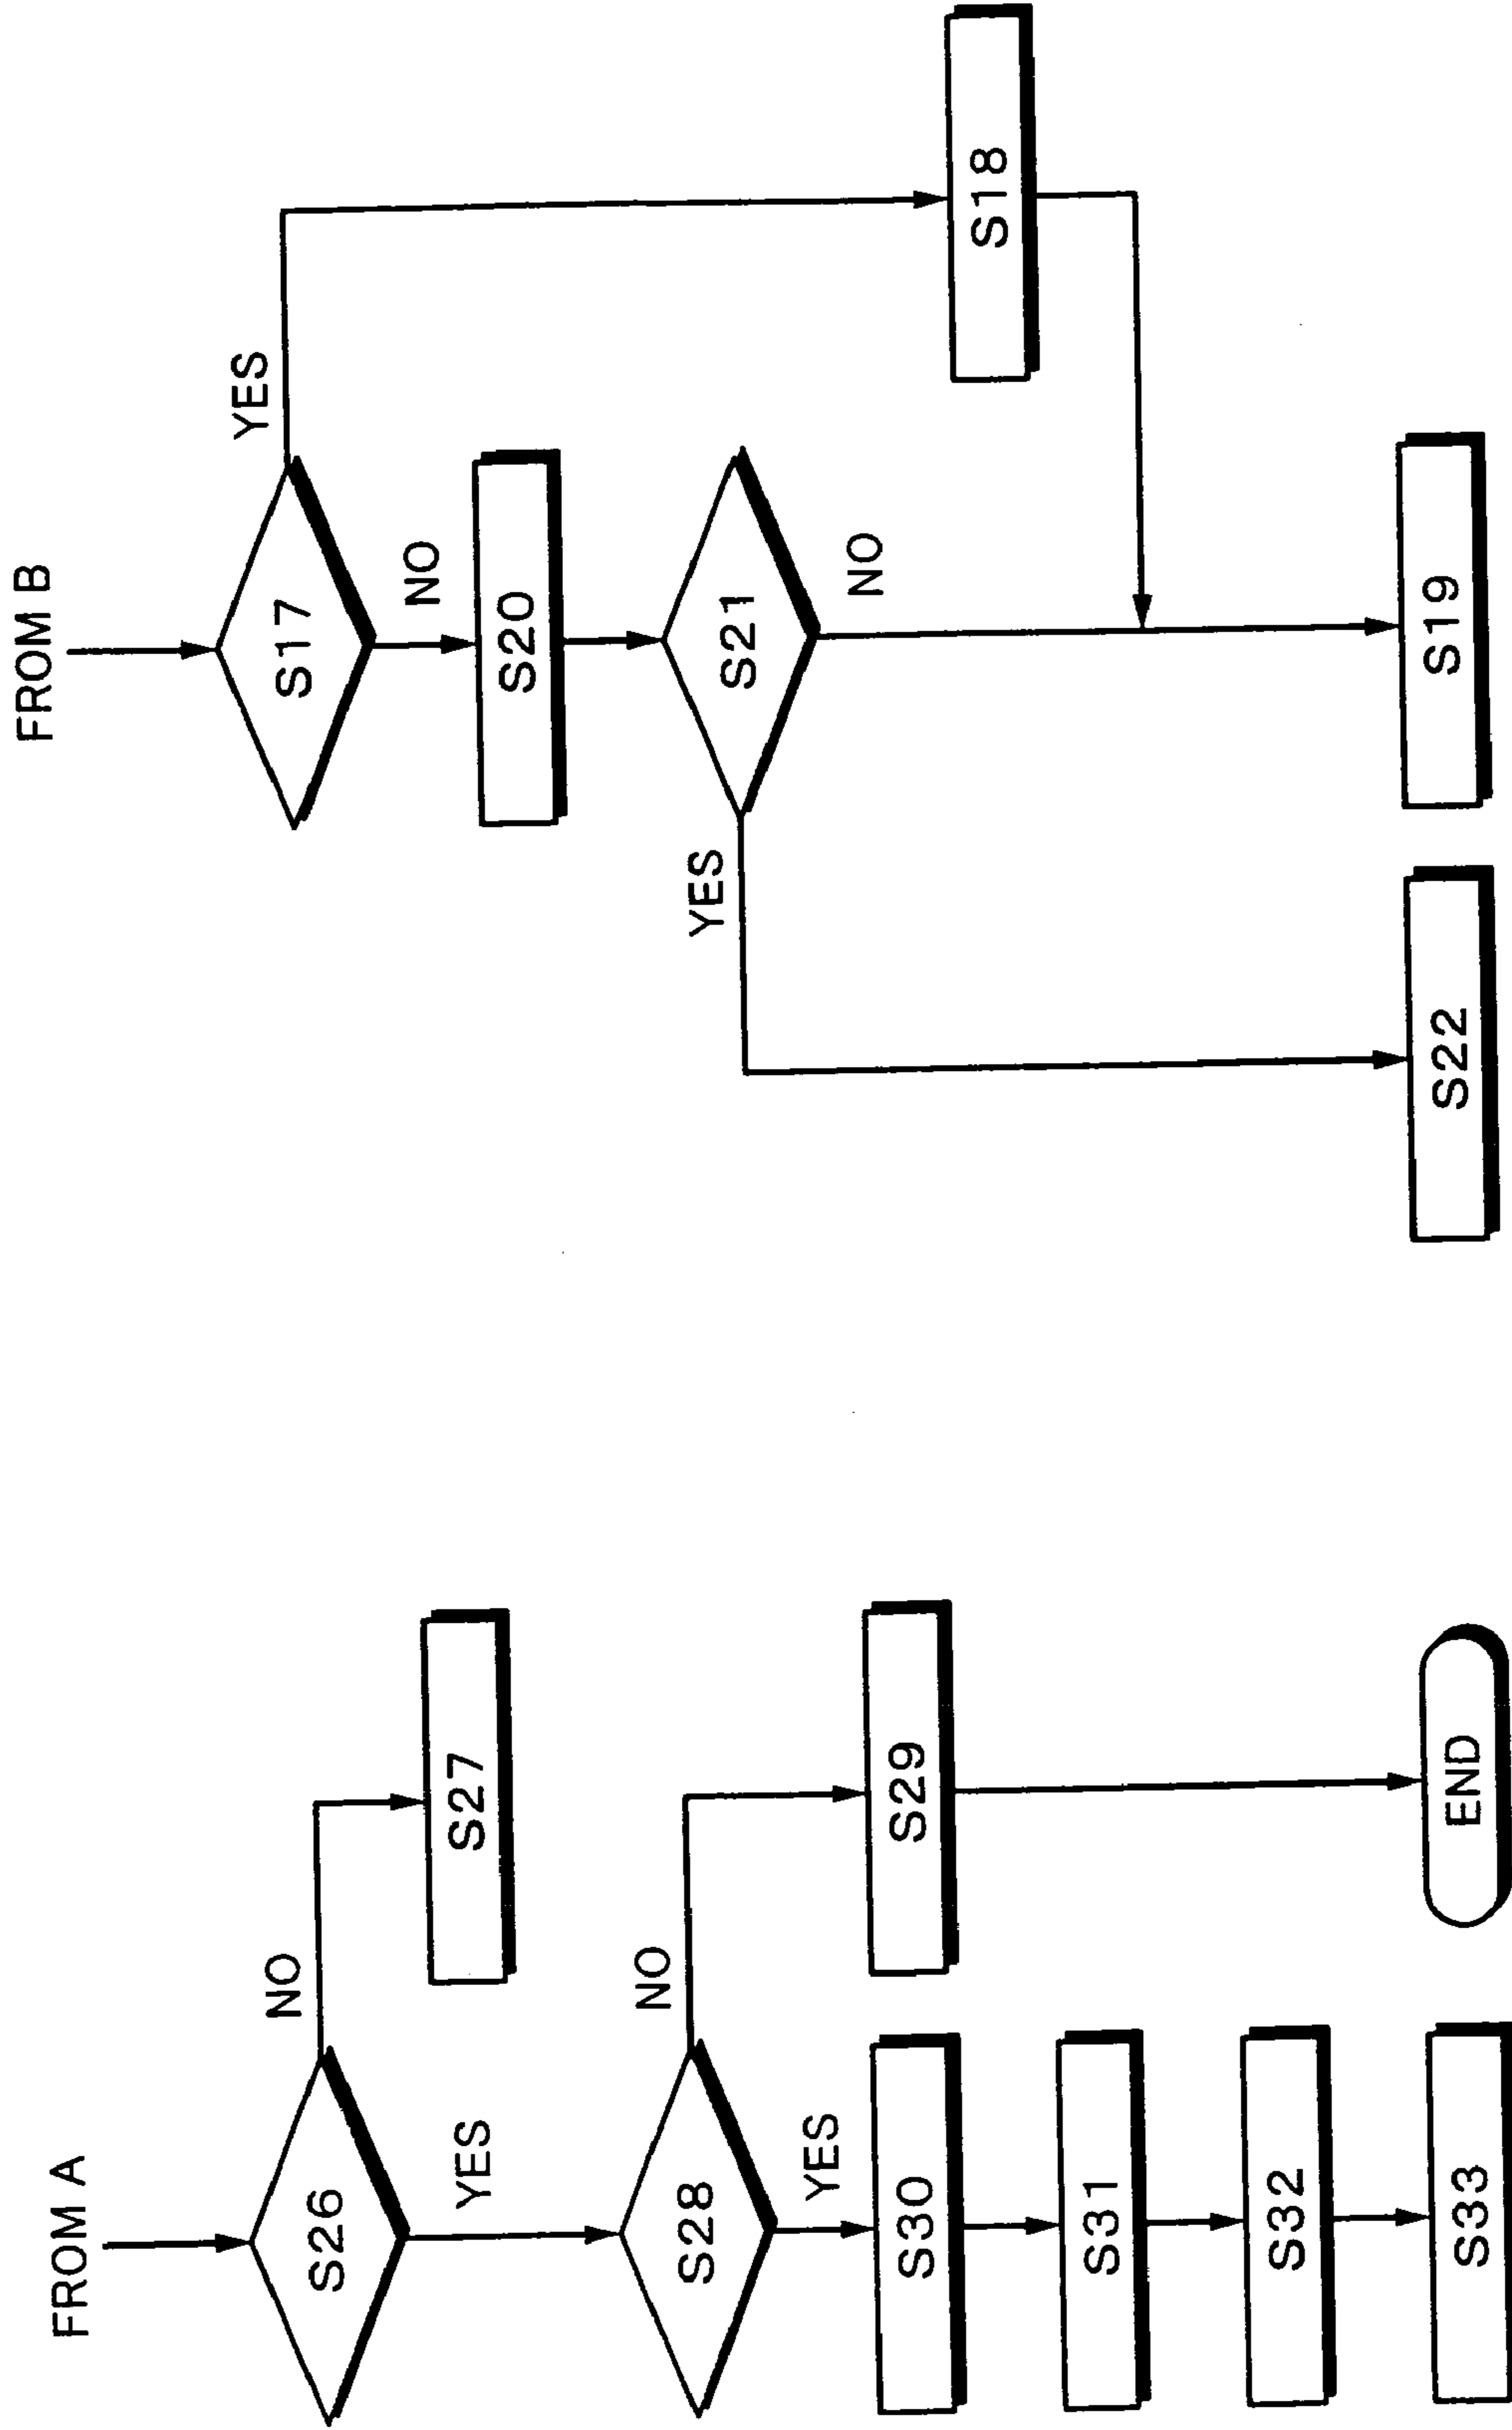 FROM A
S26
NO
S27
YES
S28
NO
S29
YES
S30
S31
S32
S33
END
FROM B
S17
YES
NO
S20
S21
YES
NO
S18
S22
S19